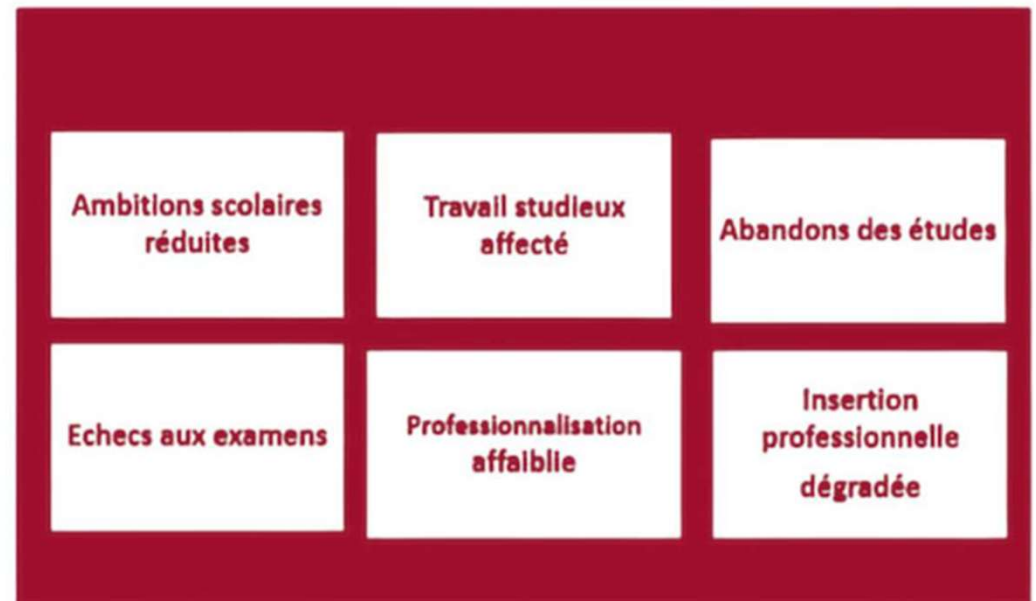 Ambitions scolaires
réduites
Travail studieux
affecté
Abandons des études
Echecs aux examens
Professionnalisation
affaiblie
Insertion
professionnelle
dégradée